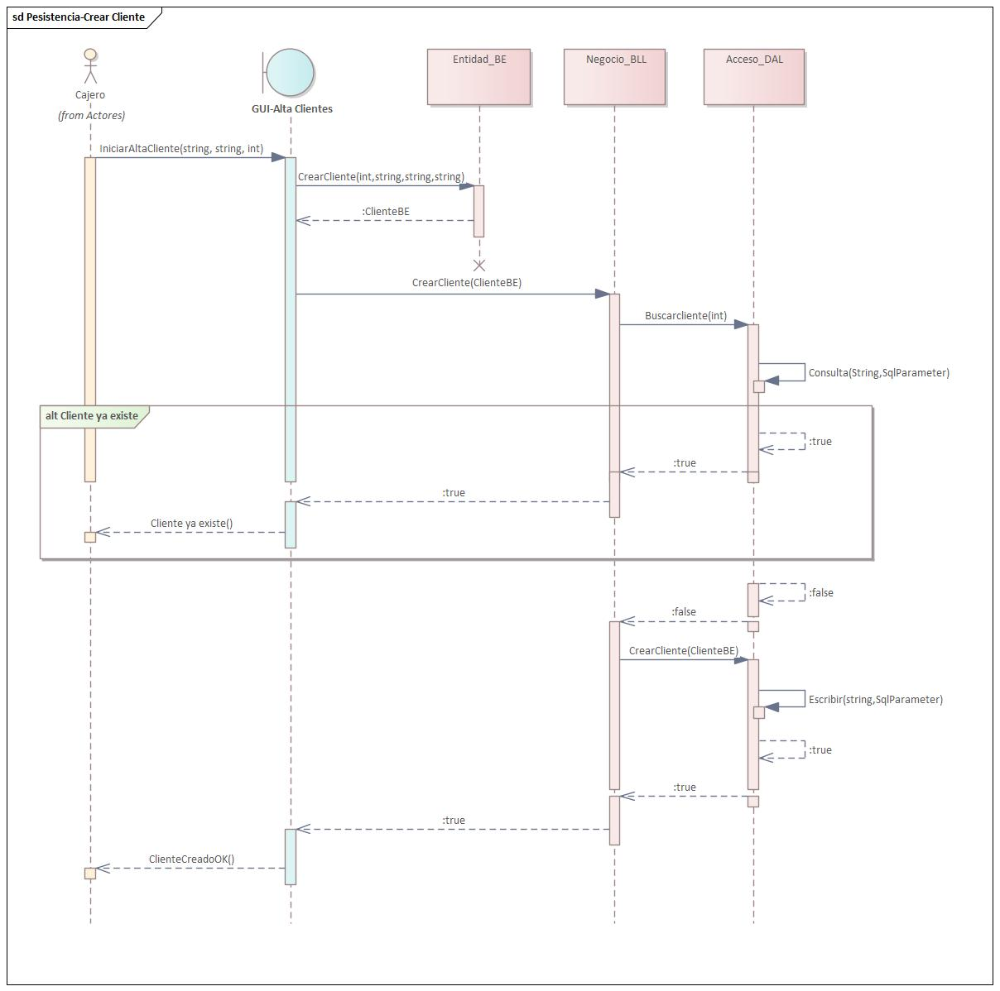 sd Pesistencia-Crear Cliente
Cajero
(from Actores)
GUI-Alta Clientes
Entidad_BE
Negocio_BLL
Acceso_DAL
IniciarAltaCliente(string, string, int)
CrearCliente(int,string,string,string)
:ClienteBE
CrearCliente(ClienteBE)
Buscarcliente(int)
Consulta(String,SqlParameter)
alt Cliente ya existe
:true
:true
:true
Cliente ya existe()
:false
:false
CrearCliente(ClienteBE)
Escribir(string,SqlParameter)
:true
:true
:true
ClienteCreadoOK()